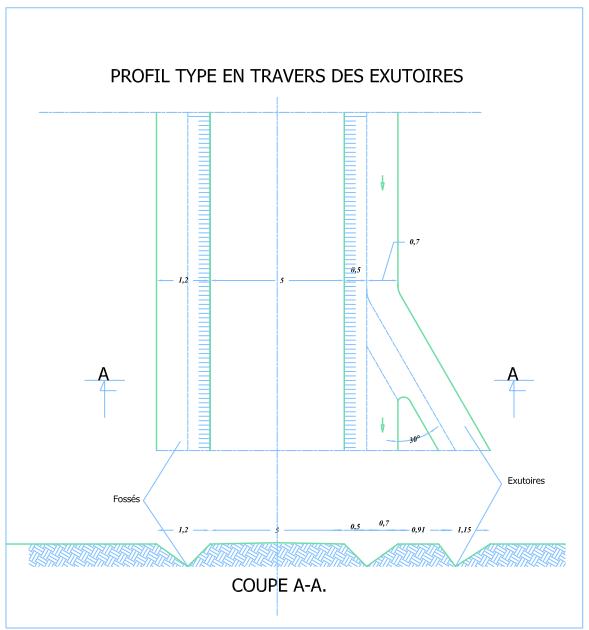 PROFIL TYPE EN TRAVERS DES EXUTOIRES
0,7
0,5
1,2
5
A
A
30°
Exutoires
Fossés
1,2 5 0,5 0,7 0,91 1,15
COUPE A-A.